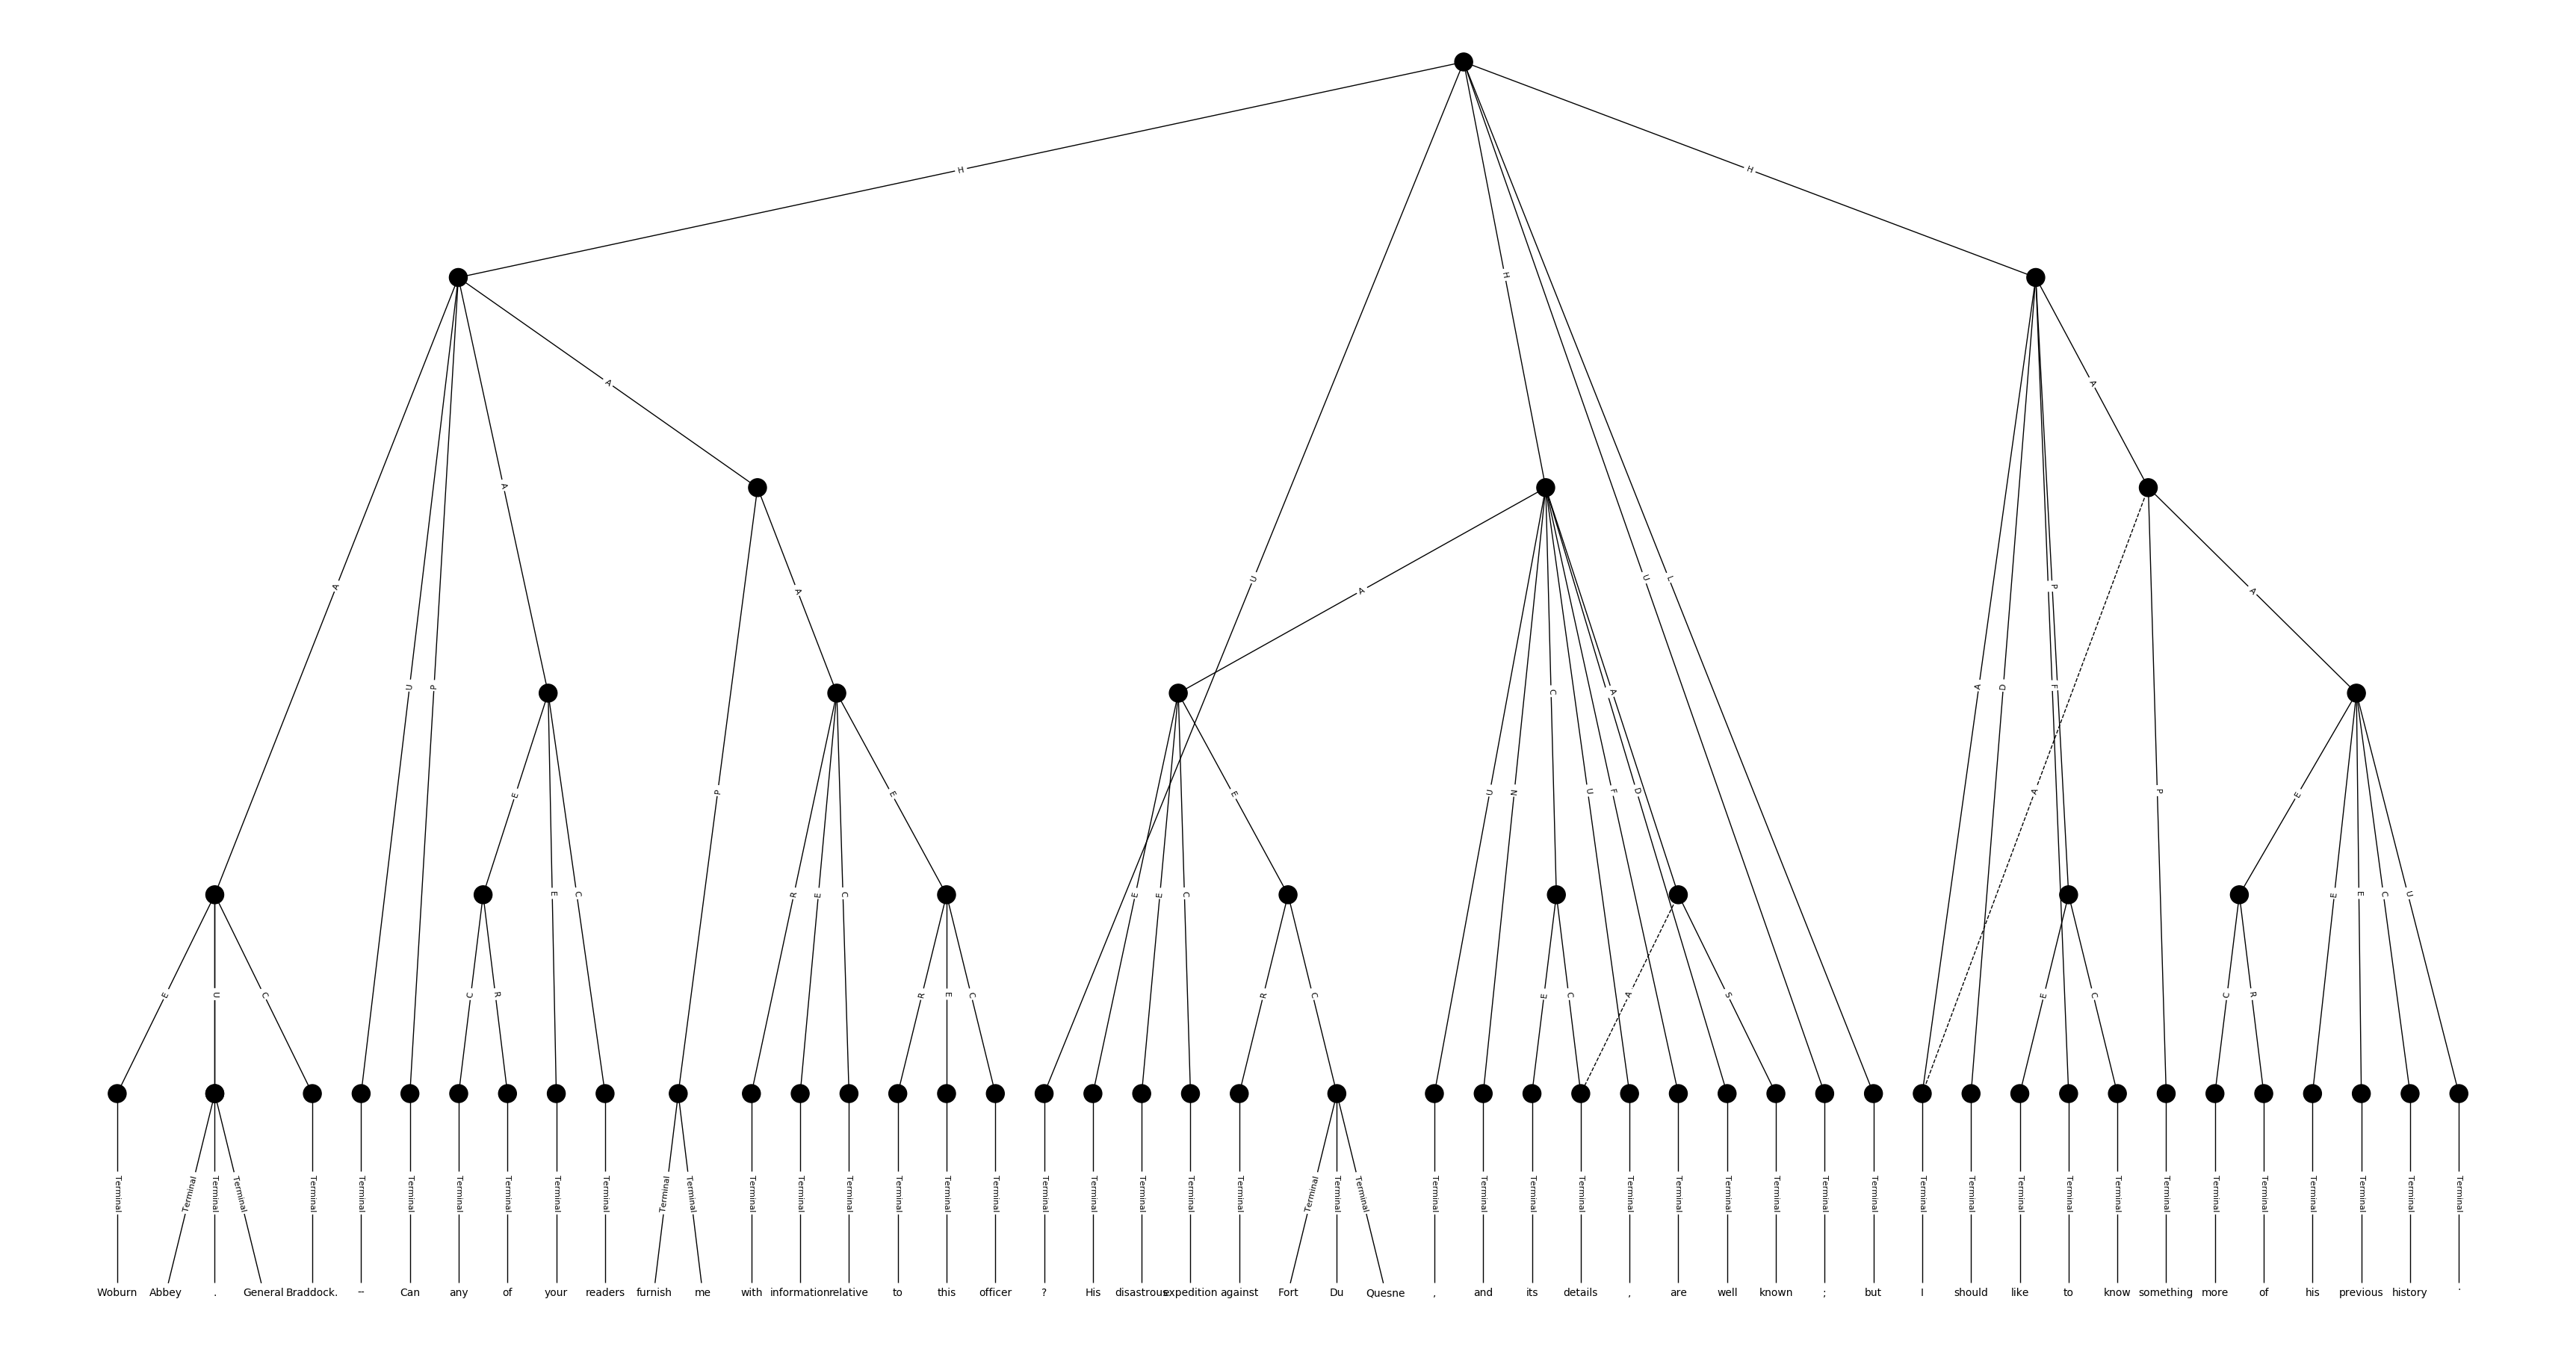 H H H
A U P A A U H U L A D P F A
P A A U N C U F D A A P A
E E C R E C E E E C E E E E C U
E U C C R R E C R C E C A S E C C R
Terminal Terminal Terminal Terminal Terminal Terminal Terminal Terminal Terminal Terminal Terminal Terminal Terminal Terminal Terminal Terminal Terminal Terminal Terminal Terminal Terminal Terminal Terminal Terminal Terminal Terminal Terminal Terminal Terminal Terminal Terminal Terminal Terminal Terminal Terminal Terminal Terminal Terminal Terminal Terminal Terminal Terminal Terminal Terminal Terminal Terminal Terminal Terminal Terminal
Woburn Abbey . General Braddock. -- Can any of your readers furnish me with information relative to this officer ? His disastrous expedition against Fort Du Quesne , and its details , are well known ; but I should like to know something more of his previous history .